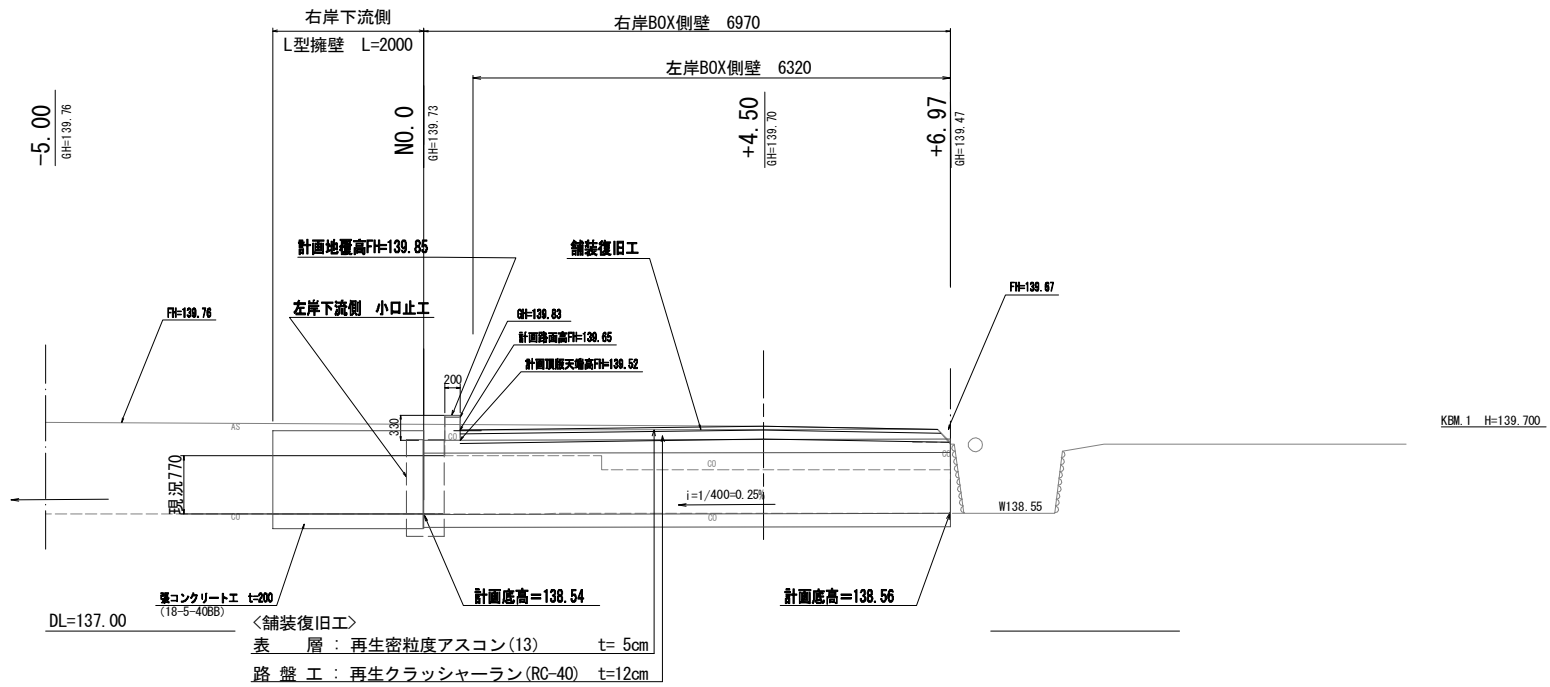 右岸下流側
L型擁壁 L=2000
右岸BOX側壁 6970
左岸BOX側壁 6320
-5.00
GH=139.76
NO.0
GH=139.73
+4.50
GH=139.70
+6.97
GH=139.47
計画地覆高FH=139.85
舗装復旧工
FH=139.67
FH=139.76
左岸下流側 小口止工
GH=139.83
計画路面高FH=139.65
計画頂版天端高FH=139.52
200
330
AS
CO
CO
CO
KBM.1 H=139.700
現況770
i=1/400=0.25%
W138.55
CO
CO
張コンクリート工 t=200
(18-5-40BB)
計画底高=138.54
計画底高=138.56
DL=137.00
<舗装復旧工>
表 層 : 再生密粒度アスコン(13) t= 5cm
路 盤 工 : 再生クラッシャーラン(RC-40) t=12cm